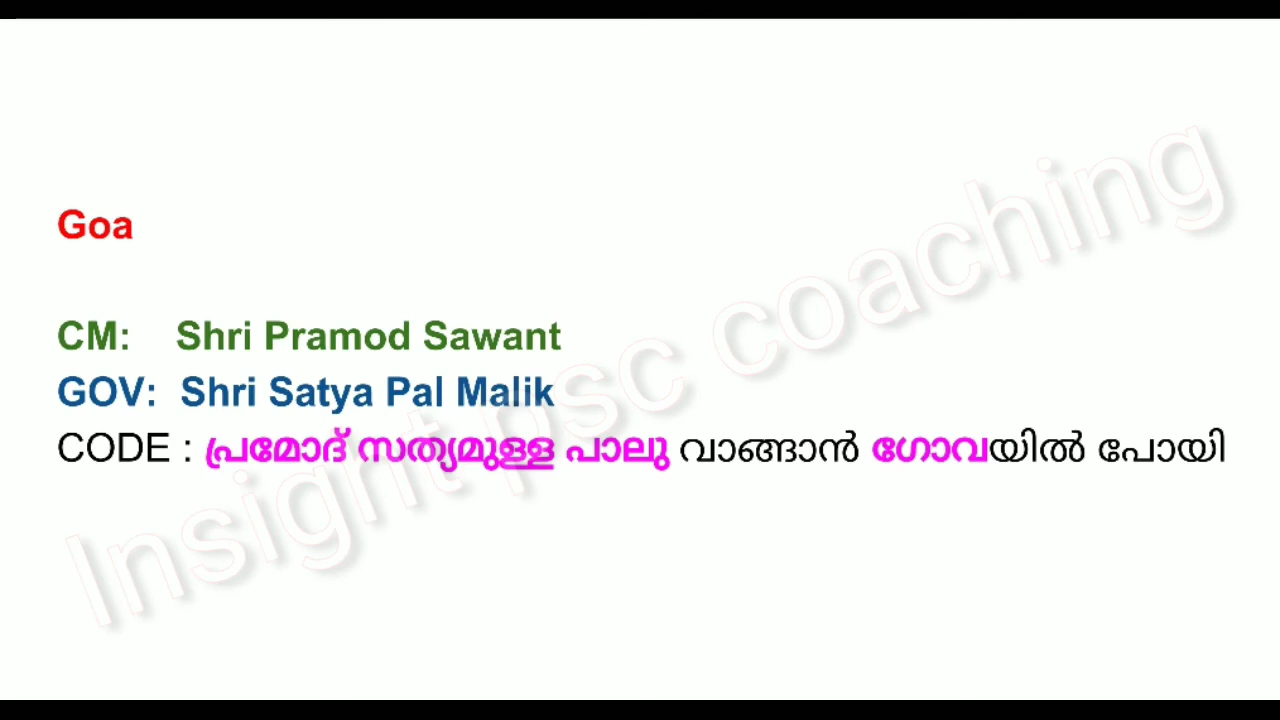 Goa
CM: Shri Pramod Sawant
GOV: Shri Satya Pal Malik
CODE : പ്രമോദ് സത്യമുള്ള പാലു വാങ്ങാൻ ഗോവയിൽ പോയി
Insight psc coaching